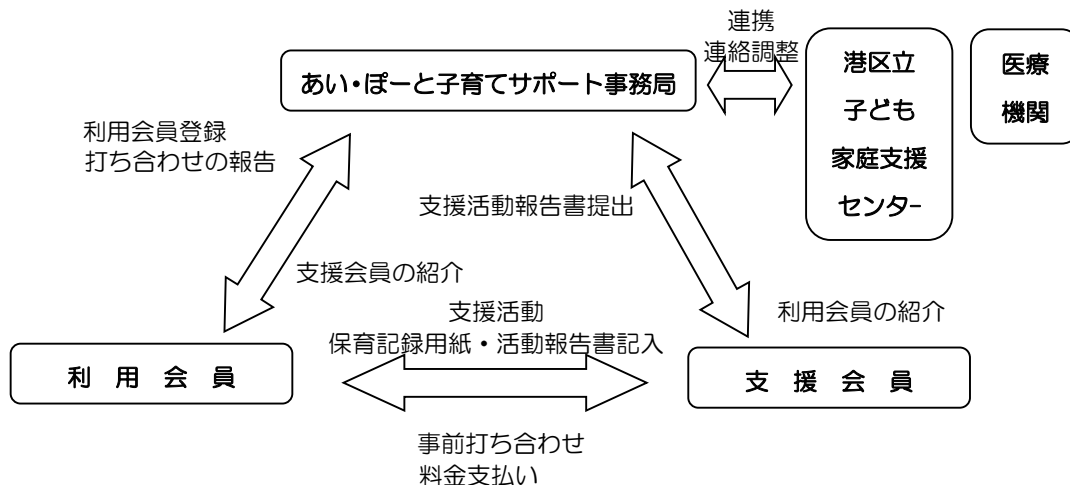 連携
連絡調整
あい・ぽーと子育てサポート事務局
港区立
子ども
家庭支援
センター
医療
機関
利用会員登録
打ち合わせの報告
支援活動報告書提出
支援会員の紹介
利用会員の紹介
支援活動
保育記録用紙・活動報告書記入
利 用 会 員
支 援 会 員
事前打ち合わせ
料金支払い